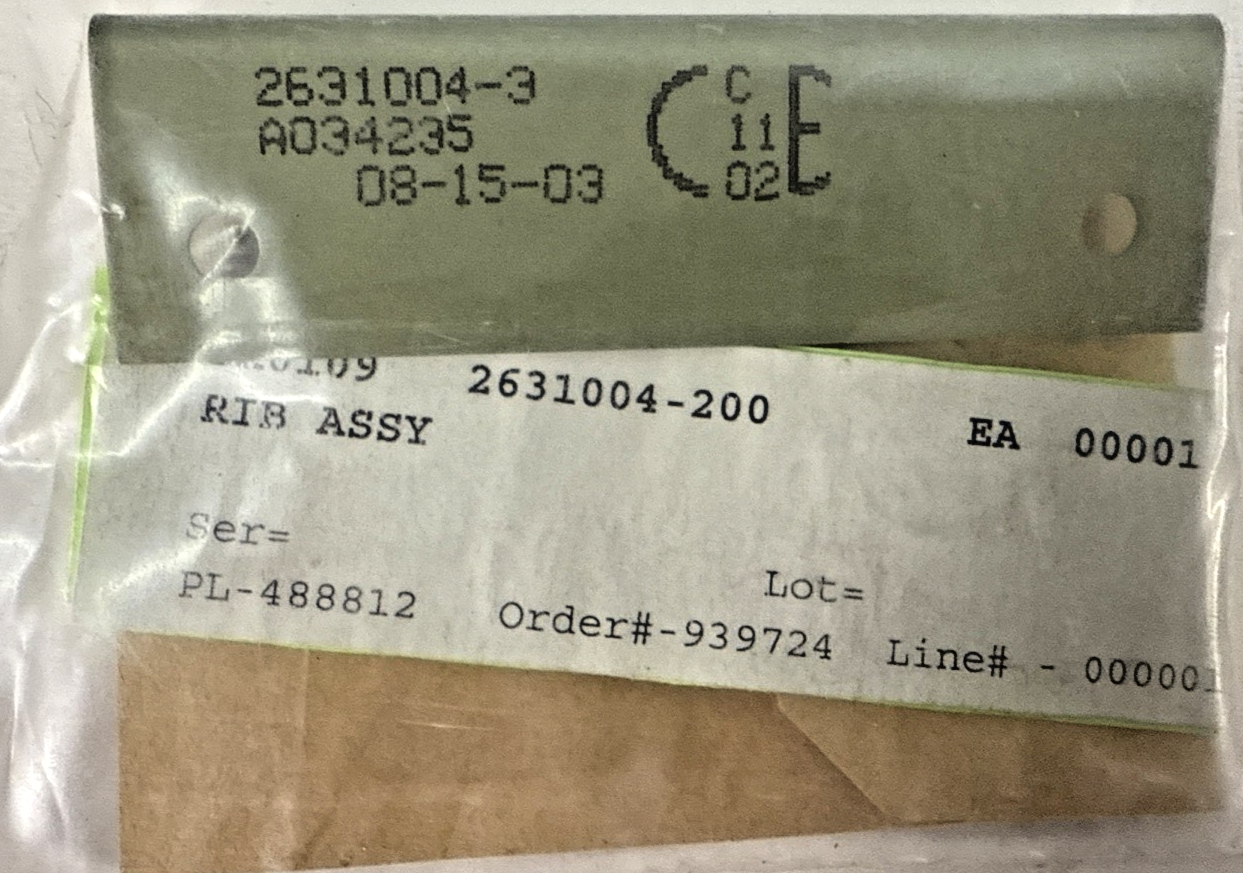 2631004-3
A034235
08-15-03
C C E
11
02
2631004-200
RIB ASSY
EA 00001
Ser=
Lot=
PL-488812 Order#-939724 Line# - 000001